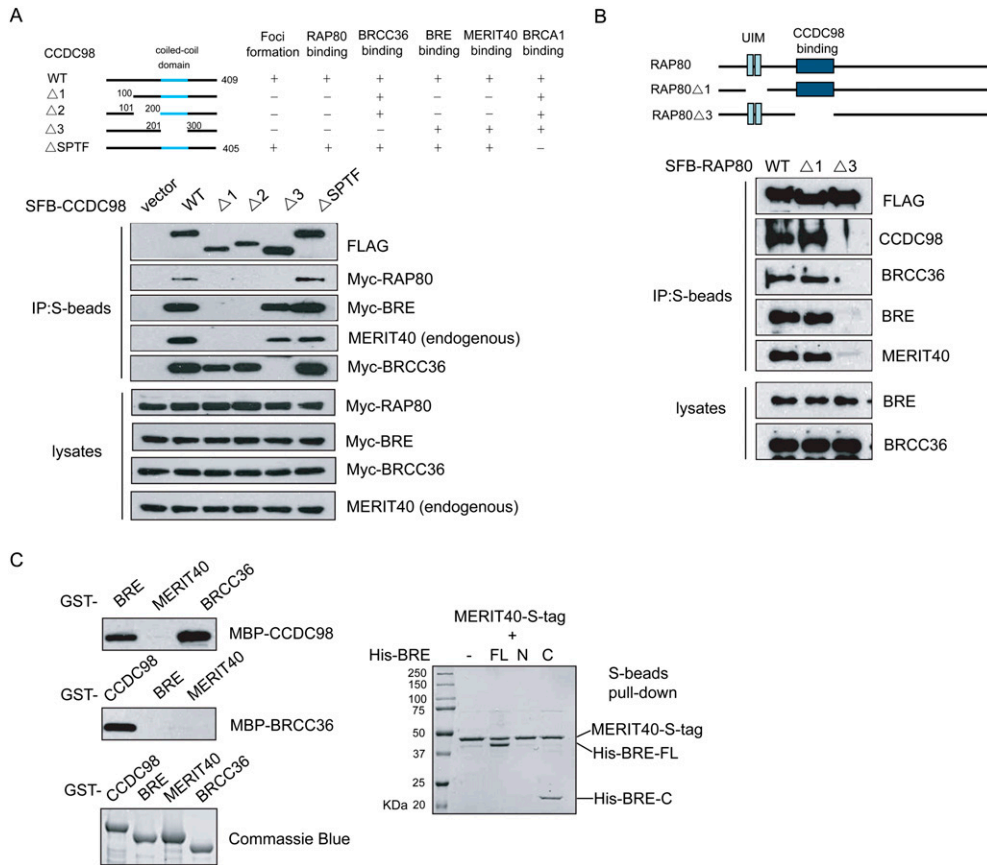 A
CCDC98
coiled-coil
domain
Foci
formation
RAP80
binding
BRCC36
binding
BRE
binding
MERIT40
binding
BRCA1
binding
WT 409 + + + + + +
△1 100 − − + − − +
△2 101 200 − − + − − +
△3 201 300 − − − + + +
△SPTF 405 + + + + + −
SFB-CCDC98 vector WT △1 △2 △3 △SPTF
IP:S-beads
FLAG
Myc-RAP80
Myc-BRE
MERIT40 (endogenous)
Myc-BRCC36
lysates
Myc-RAP80
Myc-BRE
Myc-BRCC36
MERIT40 (endogenous)
B
UIM
CCDC98
binding
RAP80
RAP80△1
RAP80△3
SFB-RAP80 WT △1 △3
IP:S-beads
FLAG
CCDC98
BRCC36
BRE
MERIT40
lysates
BRE
BRCC36
C
GST- BRE MERIT40 BRCC36
MBP-CCDC98
GST- CCDC98 BRE MERIT40
MBP-BRCC36
GST- CCDC98 BRE MERIT40 BRCC36
Commassie Blue
MERIT40-S-tag
+
His-BRE - FL N C
250
150
100
75
50
37
25
KDa 20
S-beads
pull-down
MERIT40-S-tag
His-BRE-FL
His-BRE-C